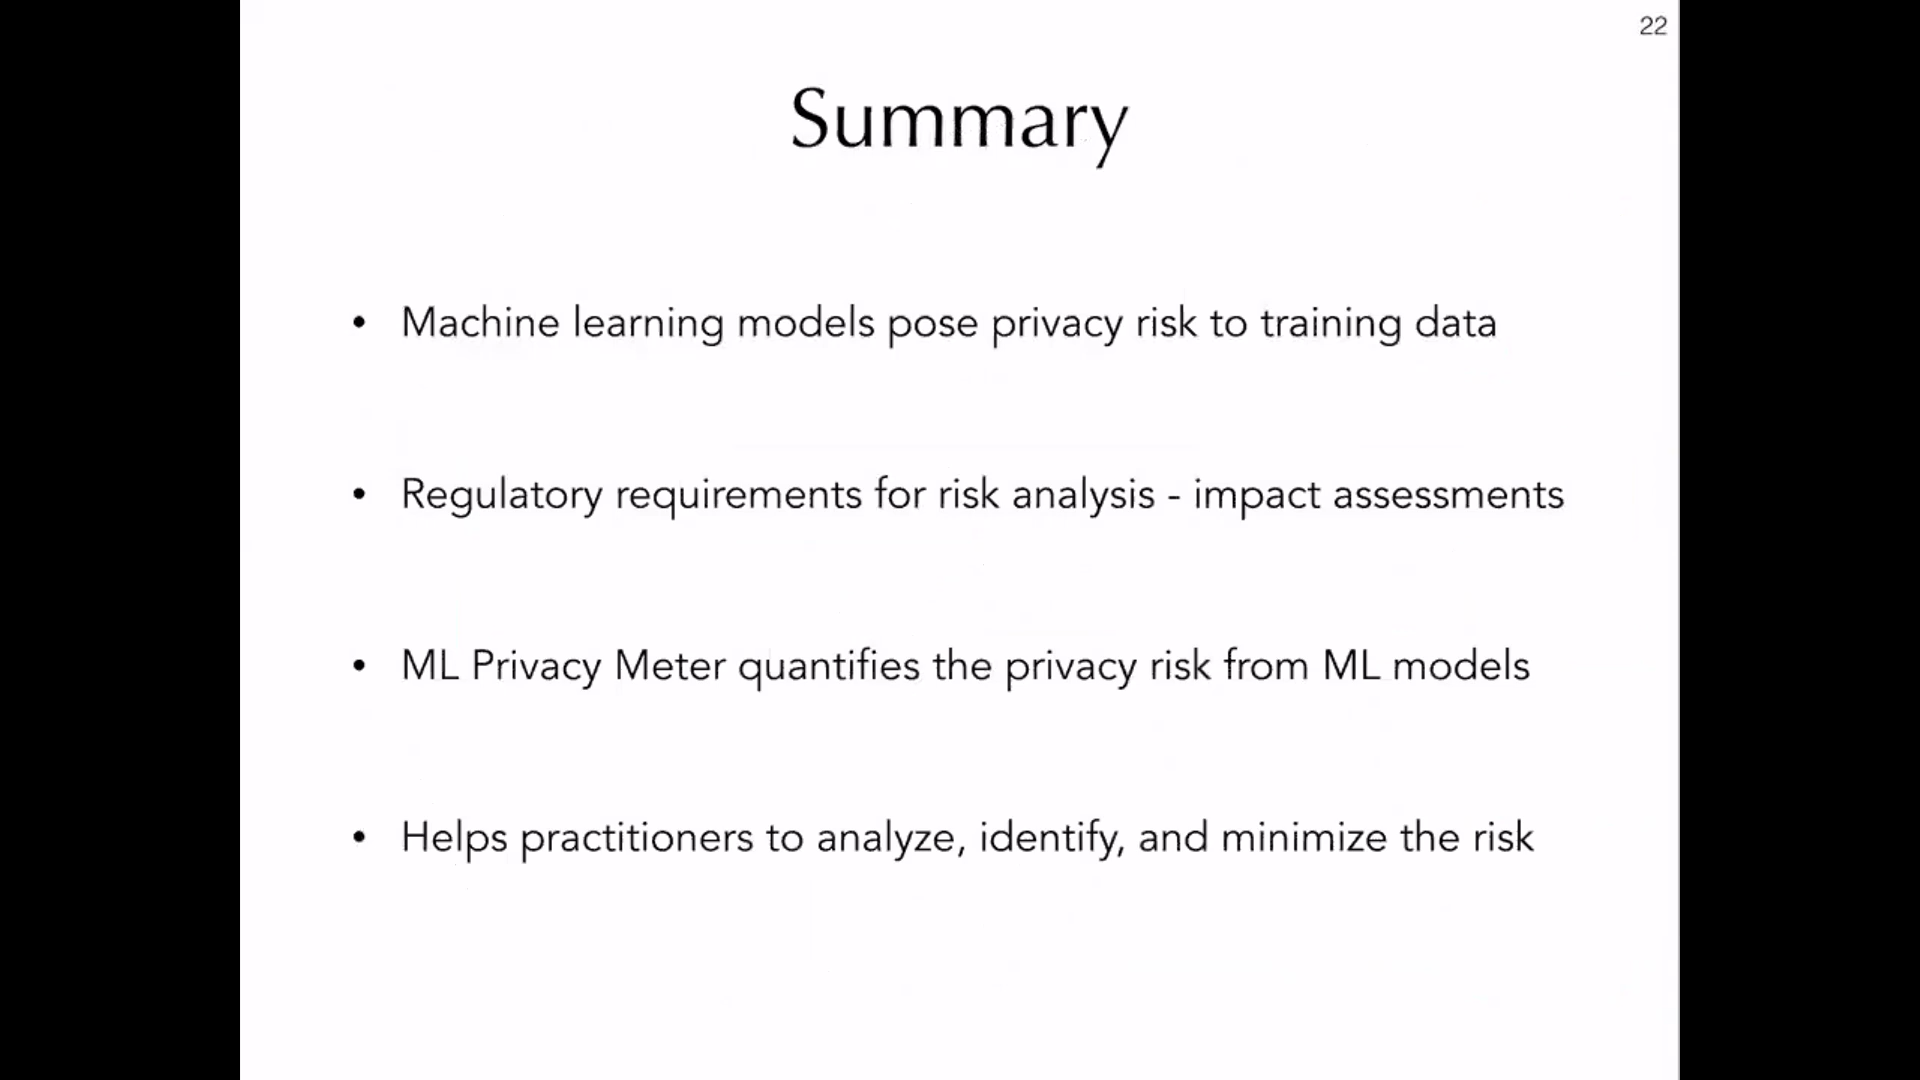 22
Summary
• Machine learning models pose privacy risk to training data
• Regulatory requirements for risk analysis - impact assessments
• ML Privacy Meter quantifies the privacy risk from ML models
• Helps practitioners to analyze, identify, and minimize the risk